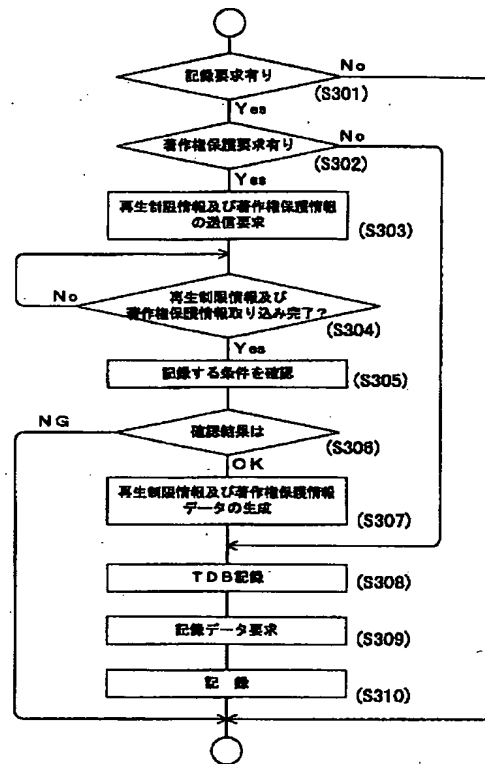 記録要求有り
No
(S301)
Yes
著作権保護要求有り
No
(S302)
Yes
再生制限情報及び著作権保護情報
の送信要求
(S303)
No
再生制限情報及び
著作権保護情報取り込み完了?
(S304)
Yes
記録する条件を確認
(S305)
NG
確認結果は
(S306)
OK
再生制限情報及び著作権保護情報
データの生成
(S307)
TDB記録
(S308)
記録データ要求
(S309)
記 録
(S310)